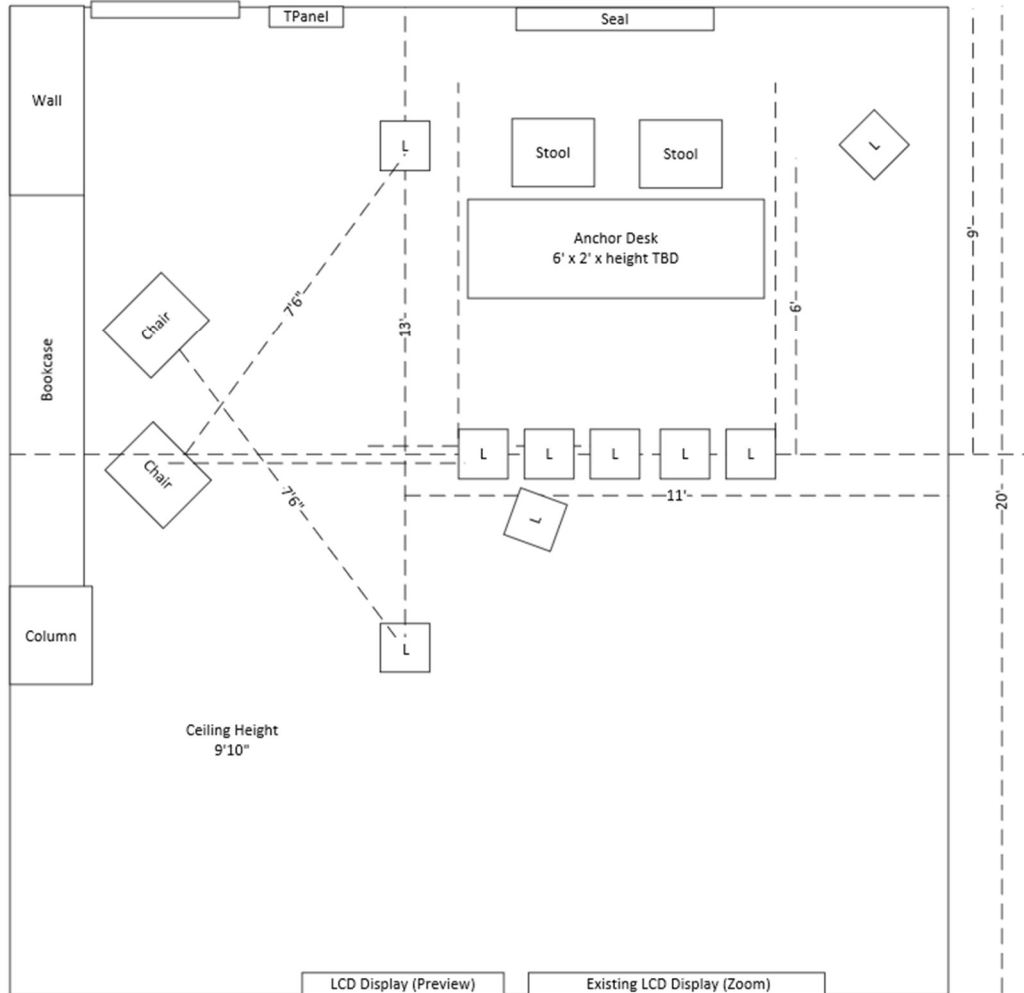 TPanel
Seal
Wall
L
Stool
Stool
L
Anchor Desk
6' x 2' x height TBD
9'
7'6"
13'
6'
Chair
Bookcase
Chair
L
L
L
L
L
7'6"
11'
20'
L
Column
L
Ceiling Height
9'10"
LCD Display (Preview)
Existing LCD Display (Zoom)